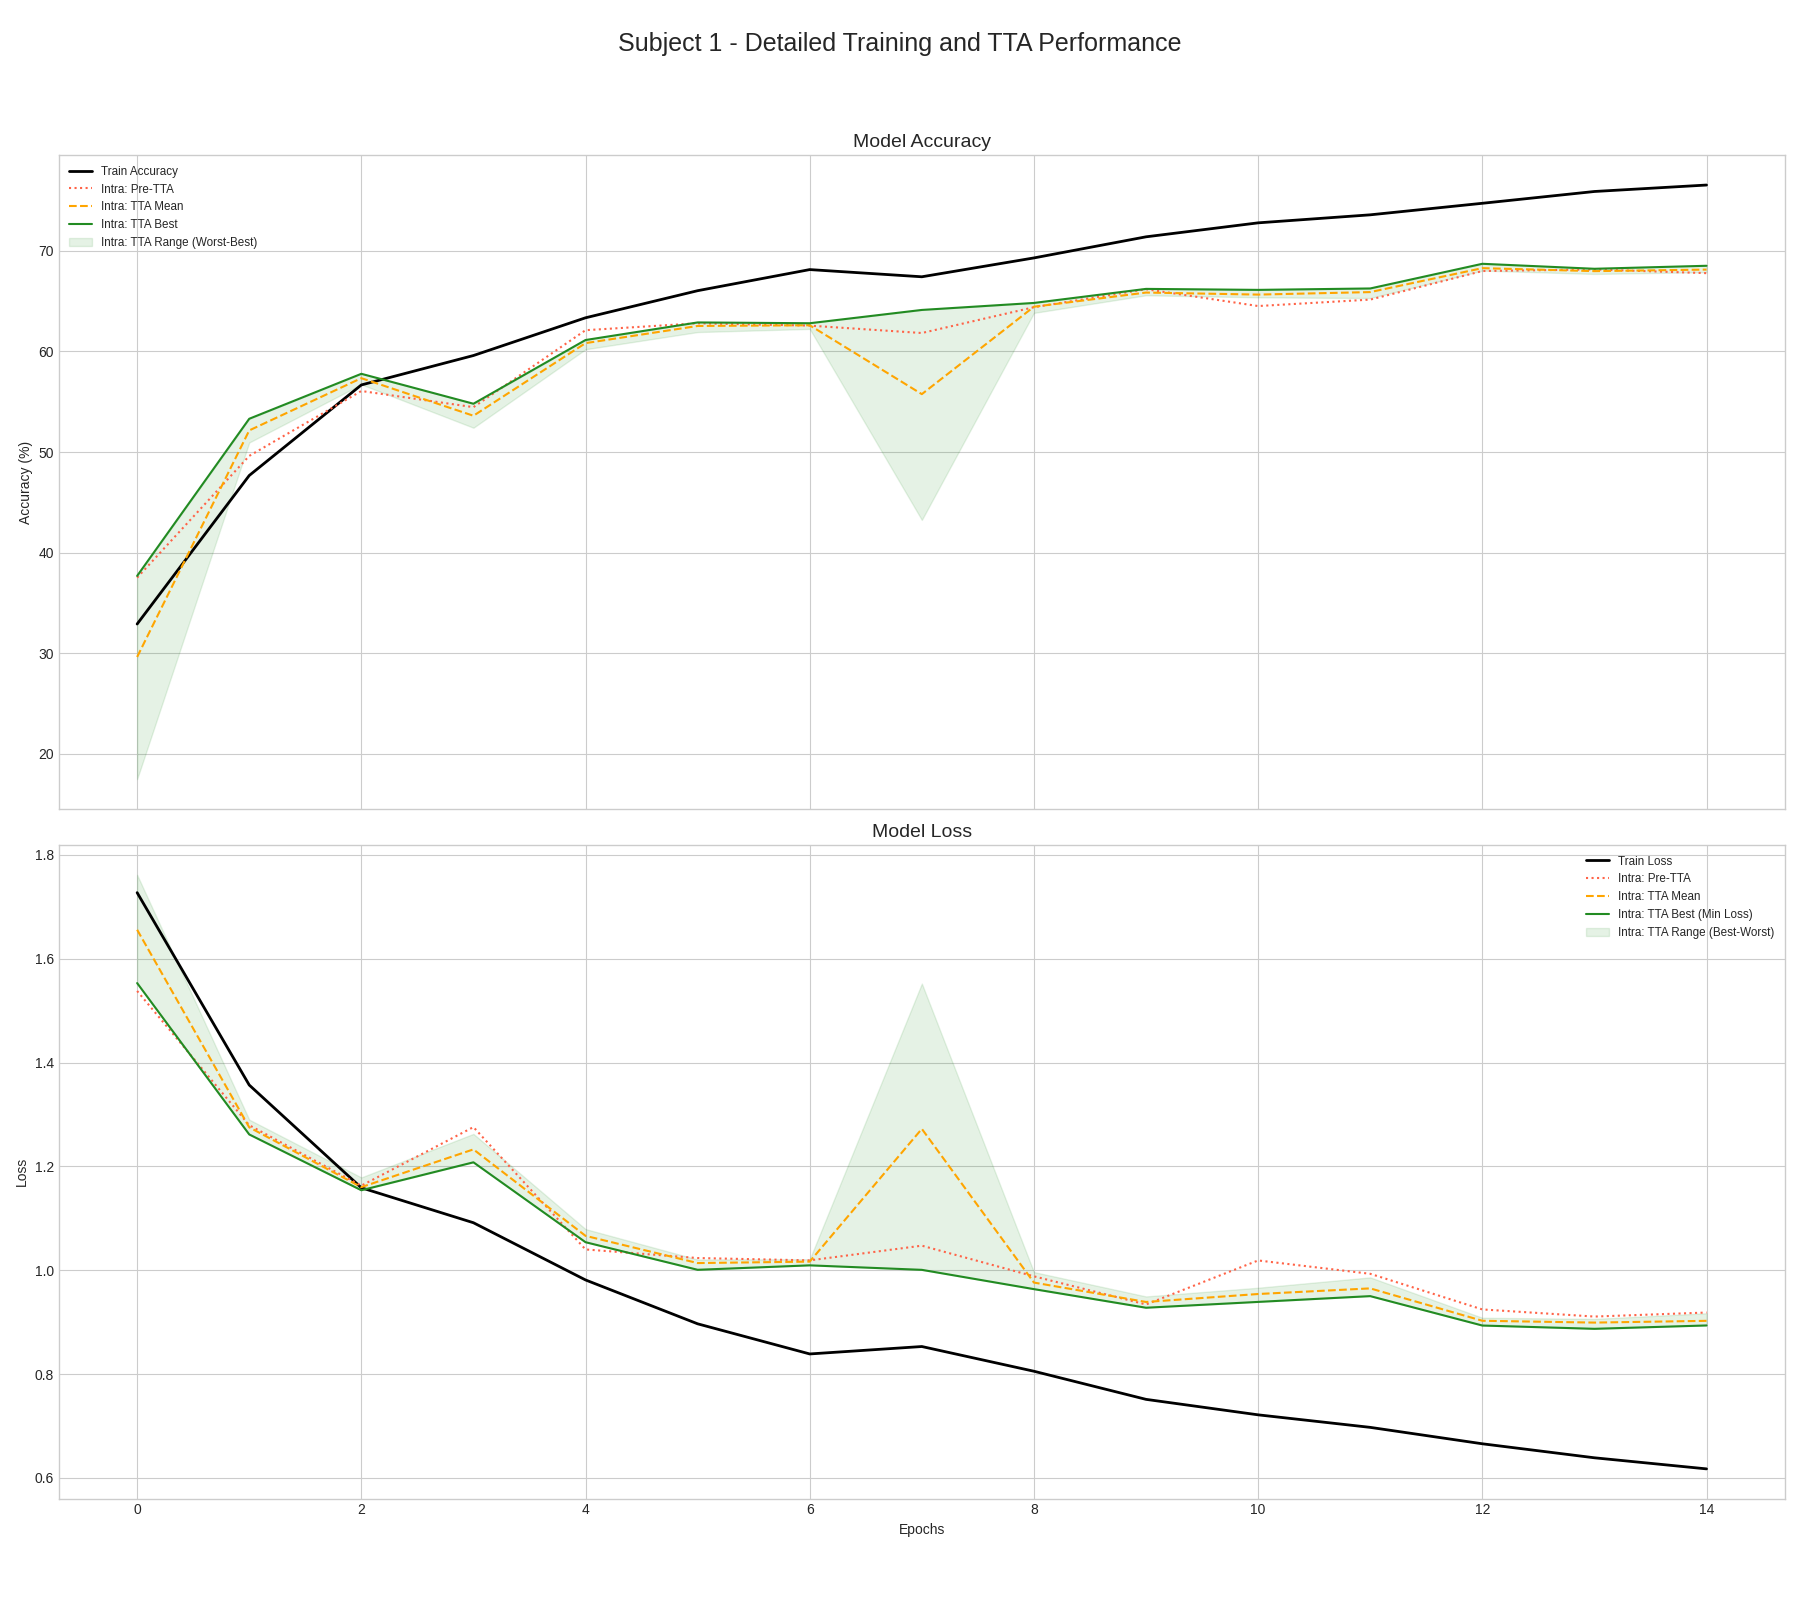 Subject 1 - Detailed Training and TTA Performance
Model Accuracy
Train Accuracy
Intra: Pre-TTA
Intra: TTA Mean
Intra: TTA Best
Intra: TTA Range (Worst-Best)
70
60
50
40
30
20
Accuracy (%)
Model Loss
Train Loss
Intra: Pre-TTA
Intra: TTA Mean
Intra: TTA Best (Min Loss)
Intra: TTA Range (Best-Worst)
1.8
1.6
1.4
1.2
1.0
0.8
0.6
Loss
0 2 4 6 8 10 12 14
Epochs